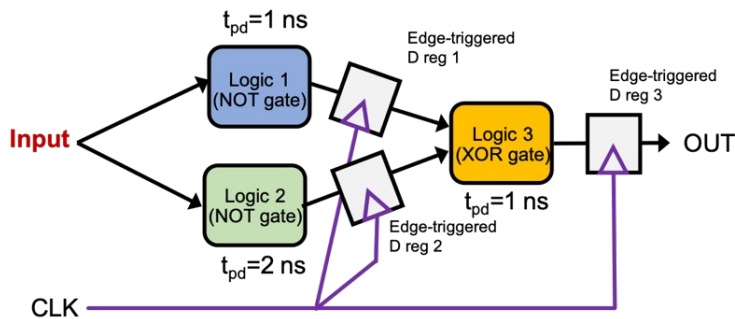 t_pd=1 ns
Edge-triggered
D reg 1
Logic 1
(NOT gate)
Edge-triggered
D reg 3
Input
Logic 3
(XOR gate)
OUT
Logic 2
(NOT gate)
t_pd=1 ns
Edge-triggered
D reg 2
t_pd=2 ns
CLK